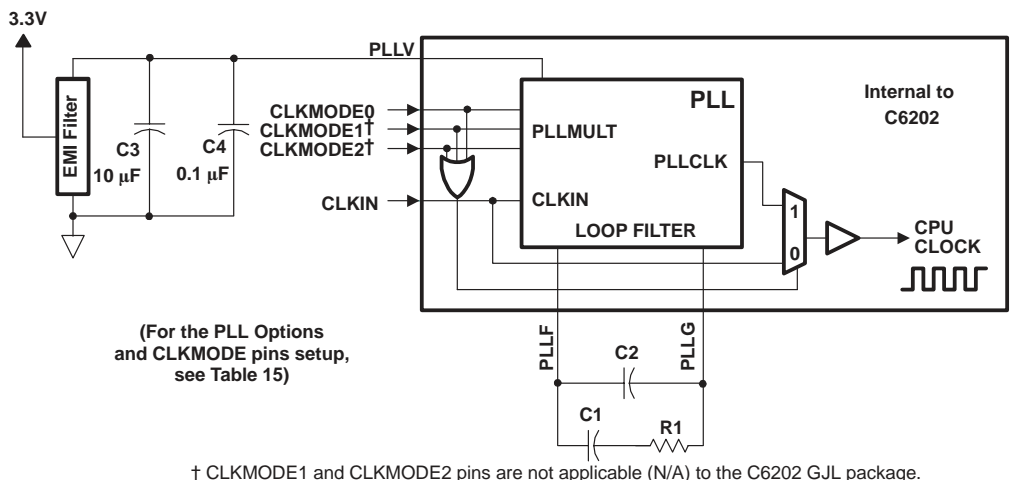 3.3V
PLLV
EMI Filter
C3
10 μF
C4
0.1 μF
CLKMODE0
CLKMODE1†
CLKMODE2†
CLKIN
PLL
PLLMULT
PLLCLK
CLKIN
LOOP FILTER
Internal to
C6202
1
0
CPU
CLOCK
(For the PLL Options
and CLKMODE pins setup,
see Table 15)
PLLF
PLLG
C2
C1
R1
† CLKMODE1 and CLKMODE2 pins are not applicable (N/A) to the C6202 GJL package.